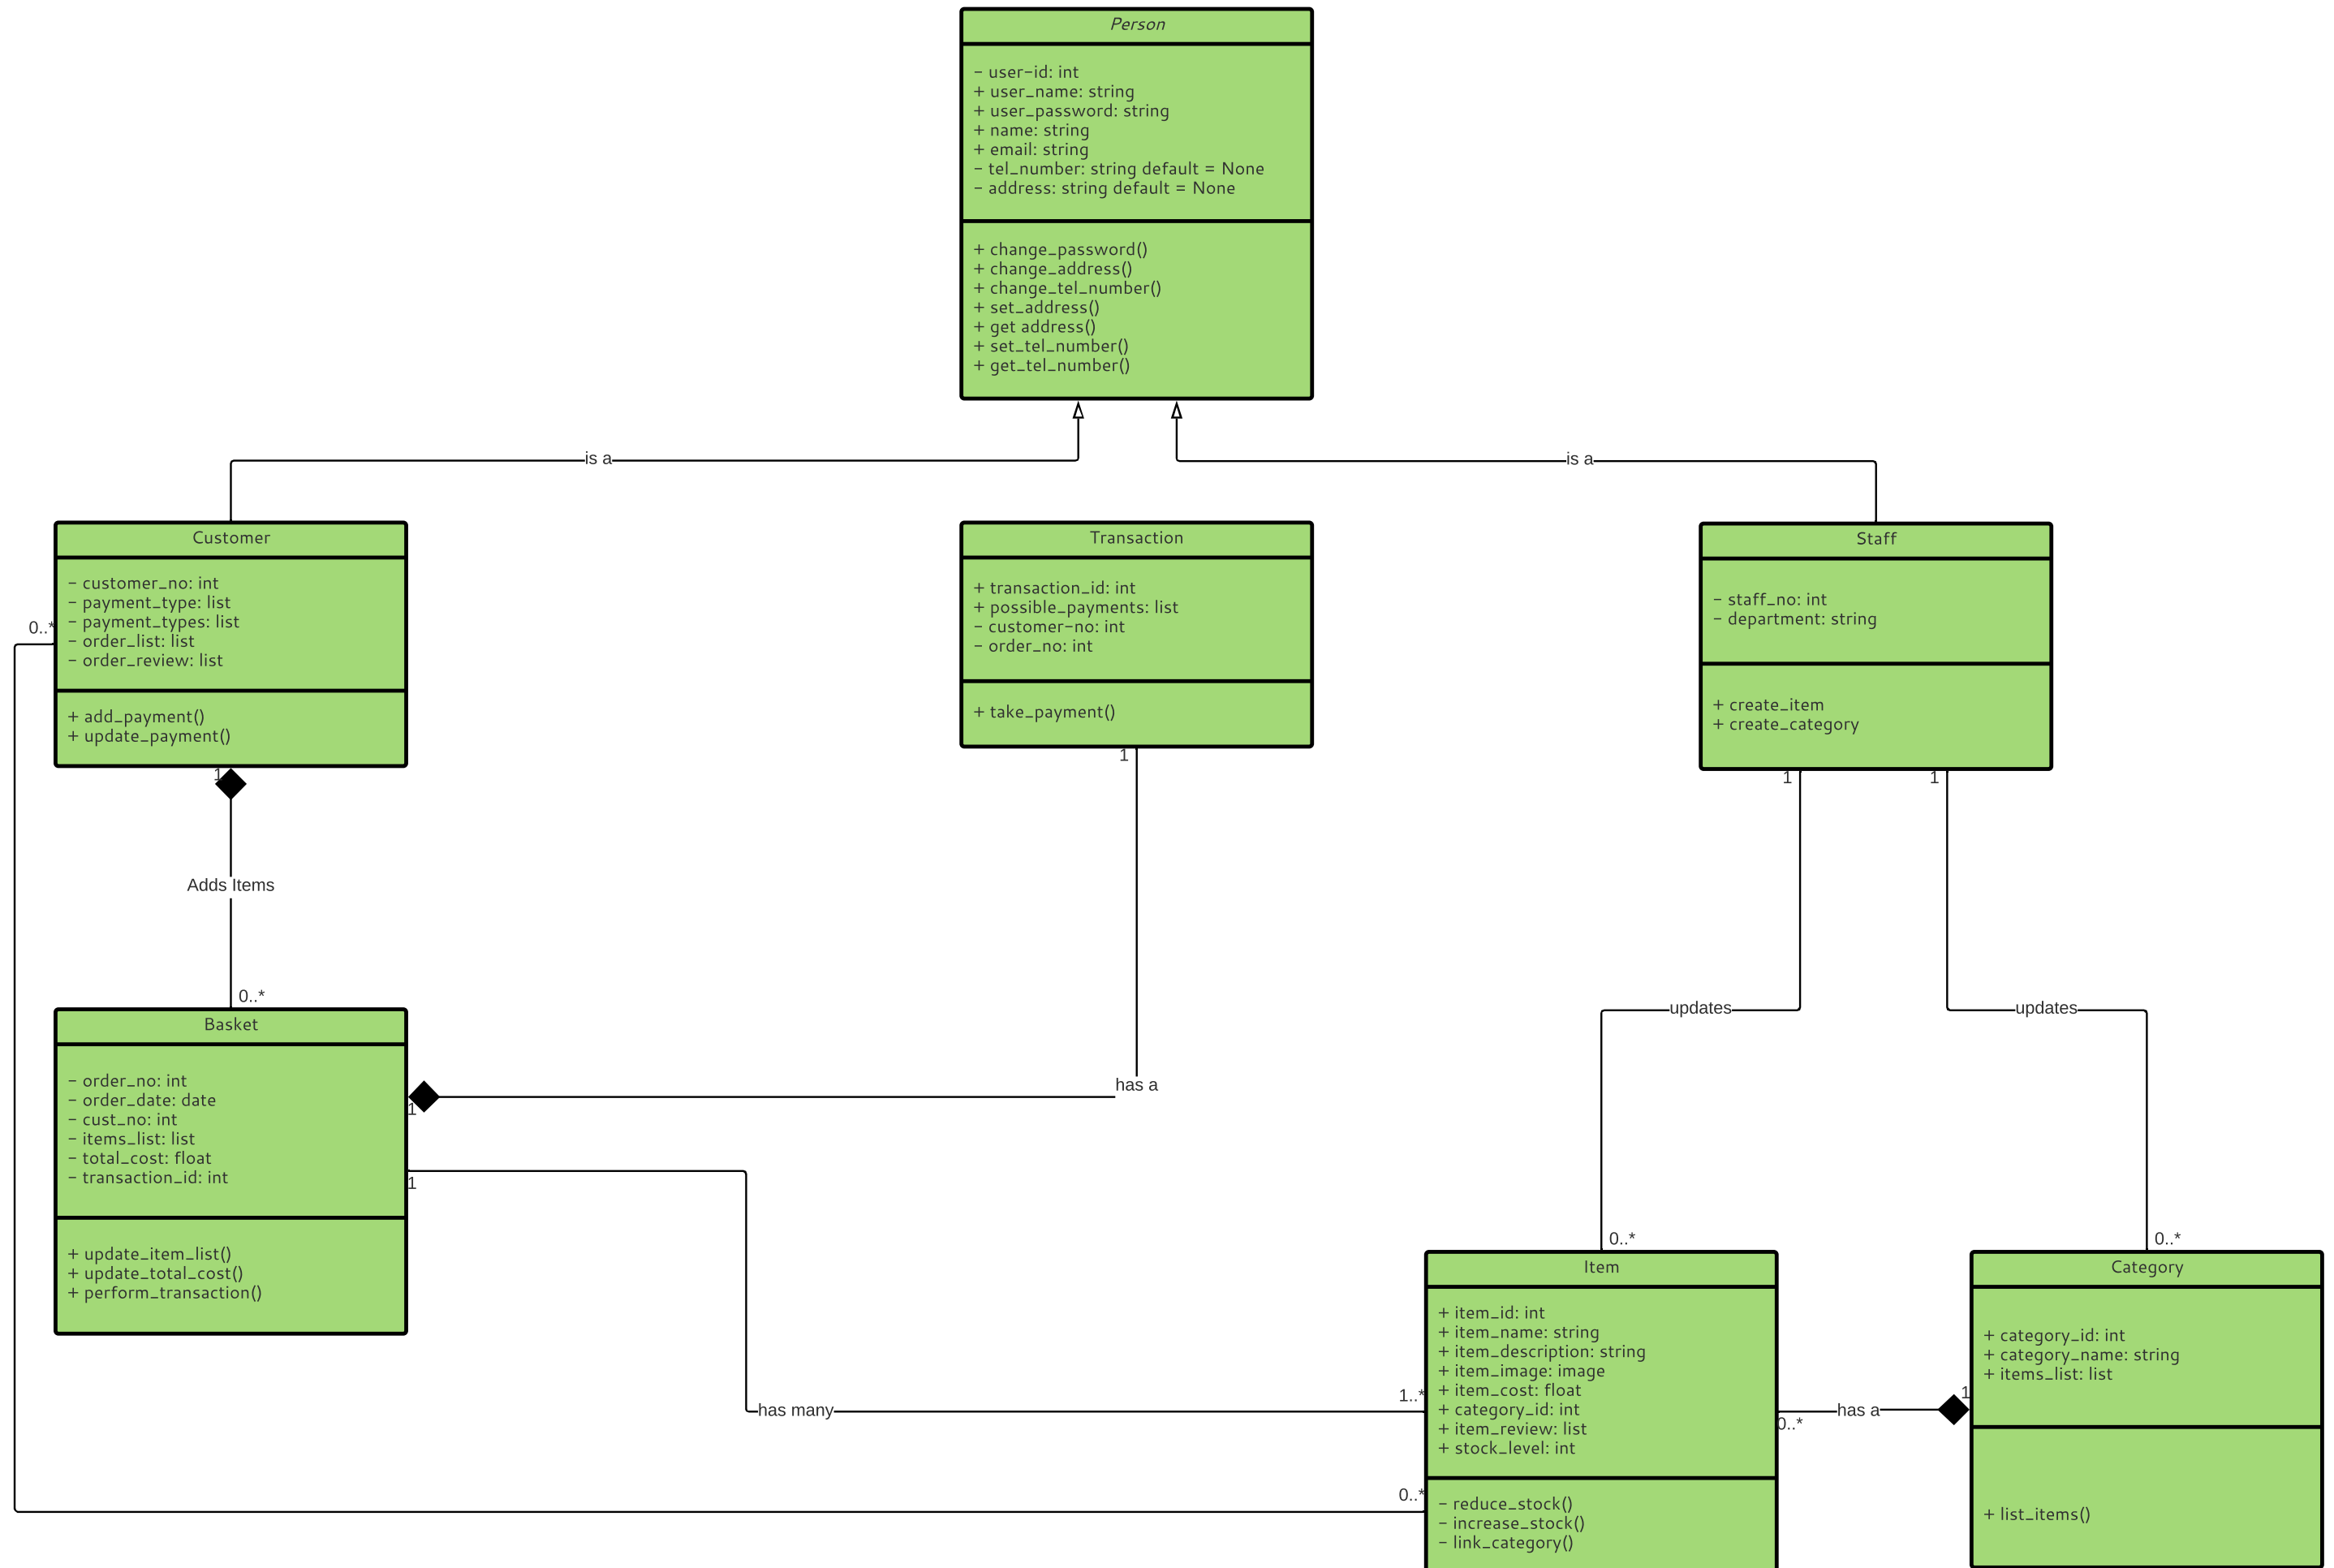 Person
- user-id: int
+ user_name: string
+ user_password: string
+ name: string
+ email: string
- tel_number: string default = None
- address: string default = None
+ change_password()
+ change_address()
+ change_tel_number()
+ set_address()
+ get address()
+ set_tel_number()
+ get_tel_number()
is a
is a
Customer
- customer_no: int
- payment_type: list
- payment_types: list
- order_list: list
- order_review: list
+ add_payment()
+ update_payment()
0..*
1
Transaction
+ transaction_id: int
+ possible_payments: list
- customer-no: int
- order_no: int
+ take_payment()
1
Staff
- staff_no: int
- department: string
+ create_item
+ create_category
1
1
Adds Items
0..*
Basket
- order_no: int
- order_date: date
- cust_no: int
- items_list: list
- total_cost: float
- transaction_id: int
+ update_item_list()
+ update_total_cost()
+ perform_transaction()
1
has a
1
updates
updates
0..*
0..*
has many
1..*
0..*
Item
+ item_id: int
+ item_name: string
+ item_description: string
+ item_image: image
+ item_cost: float
+ category_id: int
+ item_review: list
+ stock_level: int
- reduce_stock()
- increase_stock()
- link_category()
0..*
has a
1
Category
+ category_id: int
+ category_name: string
+ items_list: list
+ list_items()